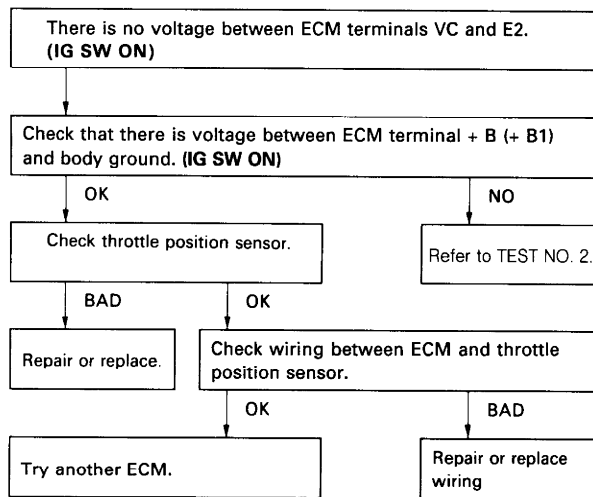 There is no voltage between ECM terminals VC and E2.
(IG SW ON)
Check that there is voltage between ECM terminal + B (+ B1)
and body ground. (IG SW ON)
OK
NO
Check throttle position sensor.
Refer to TEST NO. 2.
BAD
OK
Repair or replace.
Check wiring between ECM and throttle
position sensor.
OK
BAD
Try another ECM.
Repair or replace
wiring